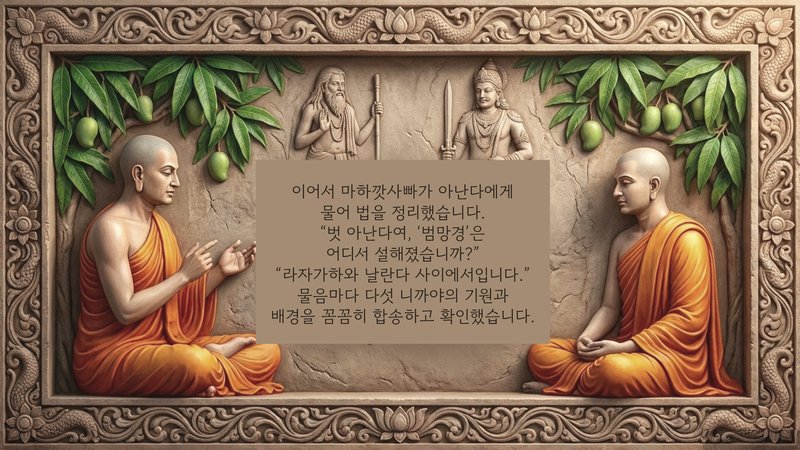 이어서 마하깟사빠가 아난다에게
물어 법을 정리했습니다.
“벗 아난다여, ‘범망경’은
어디서 설해졌습니까?”
“라자가하와 날란다 사이에서입니다.”
물음마다 다섯 니까야의 기원과
배경을 꼼꼼히 합송하고 확인했습니다.